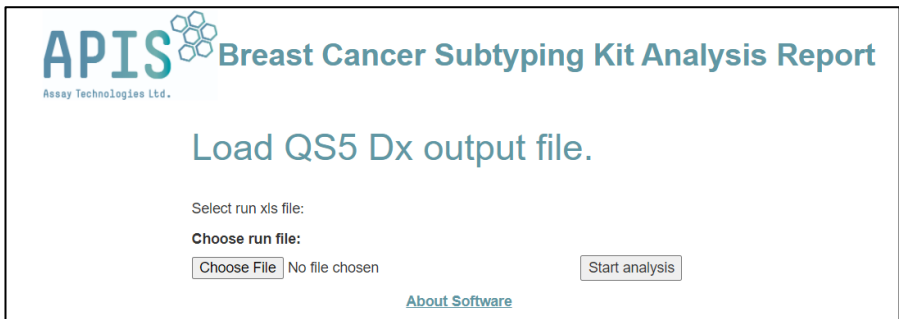 APIS
Assay Technologies Ltd.
Breast Cancer Subtyping Kit Analysis Report
Load QS5 Dx output file.
Select run xls file:
Choose run file:
Choose File No file chosen
Start analysis
About Software